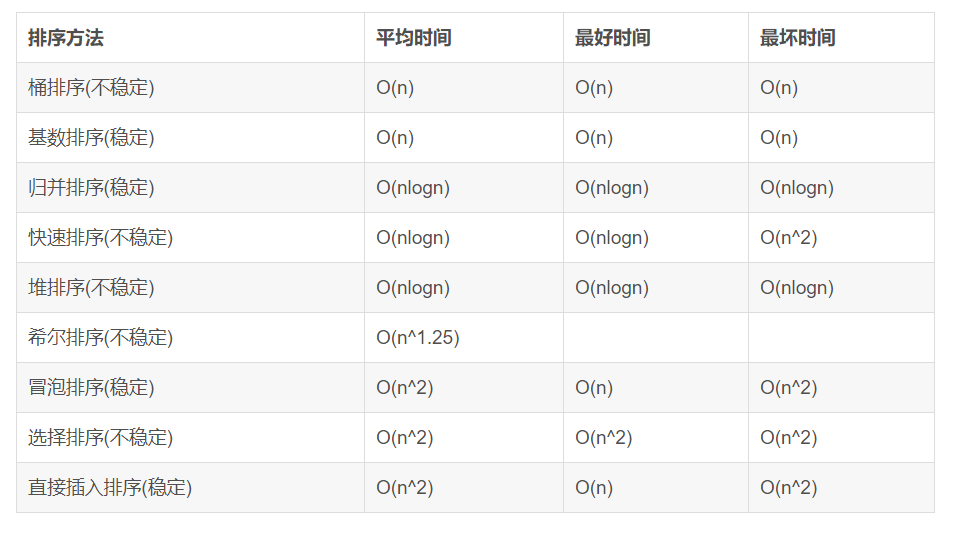 排序方法 平均时间 最好时间 最坏时间
桶排序(不稳定) O(n) O(n) O(n)
基数排序(稳定) O(n) O(n) O(n)
归并排序(稳定) O(nlogn) O(nlogn) O(nlogn)
快速排序(不稳定) O(nlogn) O(nlogn) O(n^2)
堆排序(不稳定) O(nlogn) O(nlogn) O(nlogn)
希尔排序(不稳定) O(n^1.25)
冒泡排序(稳定) O(n^2) O(n) O(n^2)
选择排序(不稳定) O(n^2) O(n^2) O(n^2)
直接插入排序(稳定) O(n^2) O(n) O(n^2)